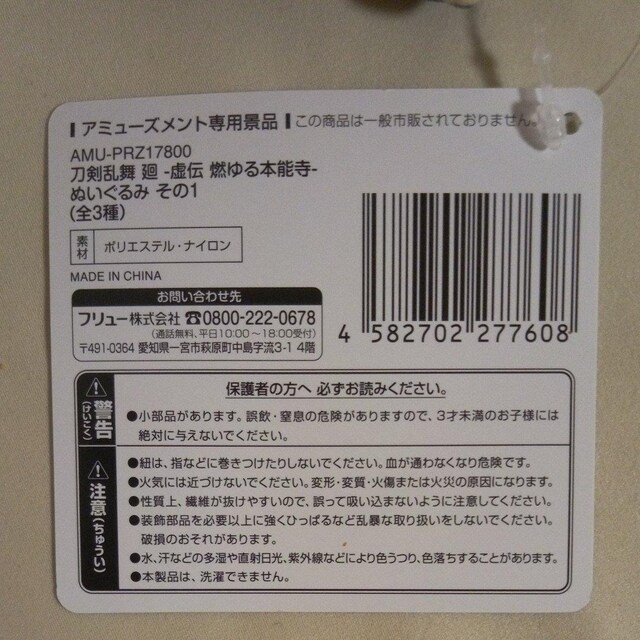 アミューズメント専用景品 この商品は一般市販されておりません。
AMU-PRZ17800
刀剣乱舞 廻 -虚伝 燃ゆる本能寺-
ぬいぐるみ その1
(全3種)
素材 ポリエステル・ナイロン
MADE IN CHINA
お問い合わせ先
フリュー株式会社 ☎0800-222-0678
(通話無料、平日10:00～18:00受付)
〒491-0364 愛知県一宮市萩原町中島字流3-1 4階
4 582702 277608
警告(けいこく)
保護者の方へ 必ずお読みください。
●小部品があります。誤飲・窒息の危険がありますので、3才未満のお子様には
絶対に与えないでください。
注意(ちゅうい)
●紐は、指などに巻きつけたりしないでください。血が通わなくなり危険です。
●火気には近づけないでください。変形・変質・火傷または火災の原因になります。
●性質上、繊維が抜けやすいので、誤って吸い込まないように注意してください。
●装飾部品を必要以上に強くひっぱるなど乱暴な取り扱いをしないでください。
破損のおそれがあります。
●水、汗などの多湿や直射日光、紫外線などにより色うつり、色落ちすることがあります。
●本製品は、洗濯できません。